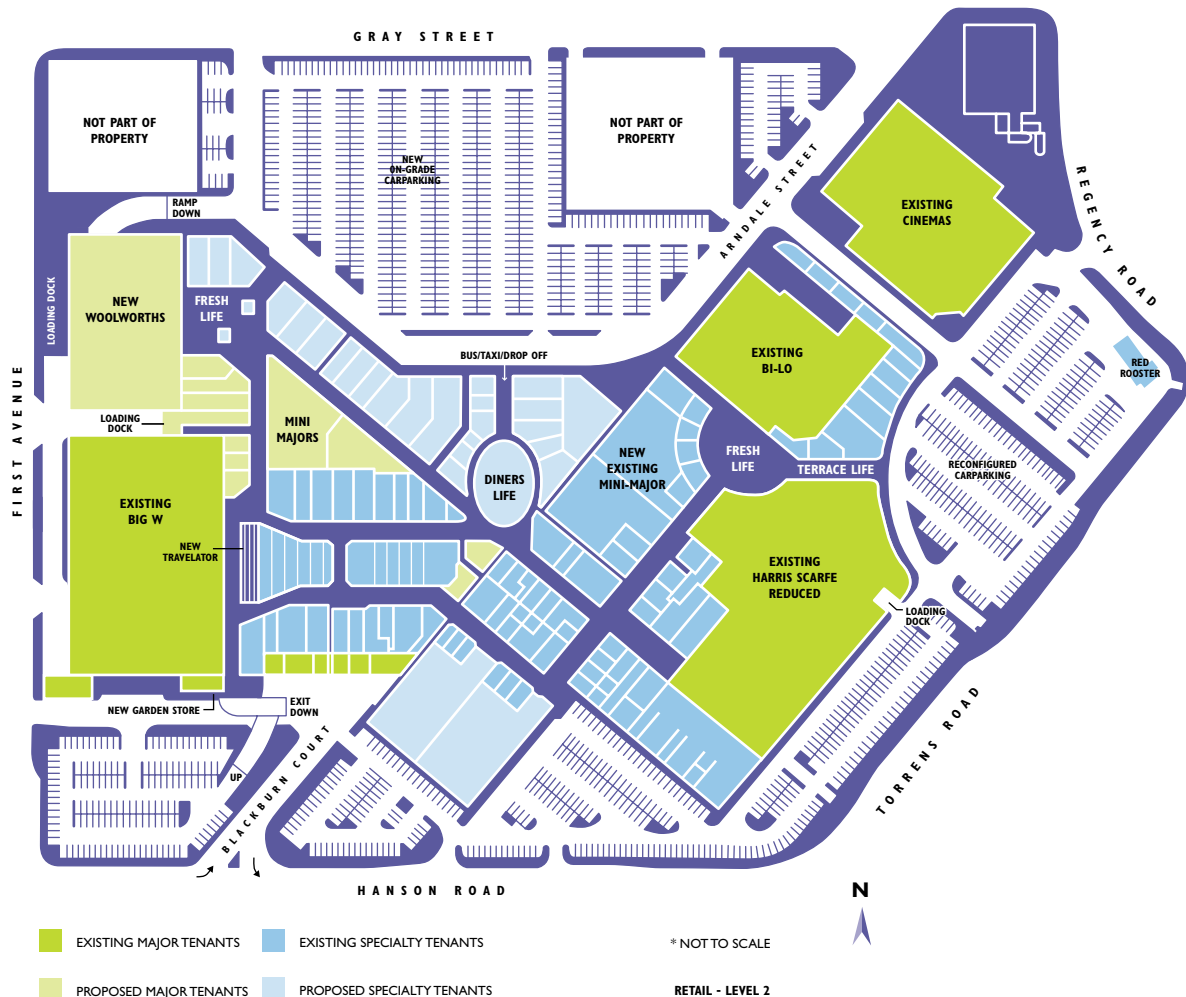 GRAY STREET
NOT PART OF
PROPERTY
NEW
ON-GRADE
CARPARKING
NOT PART OF
PROPERTY
ARNDALE STREET
EXISTING
CINEMAS
REGENCY ROAD
RAMP
DOWN
LOADING DOCK
NEW
WOOLWORTHS
FRESH
LIFE
BUS/TAXI/DROP OFF
EXISTING
BI-LO
RED
ROOSTER
FIRST AVENUE
LOADING
DOCK
MINI
MAJORS
DINERS
LIFE
NEW
EXISTING
MINI-MAJOR
FRESH
LIFE
TERRACE LIFE
RECONFIGURED
CARPARKING
EXISTING
BIG W
NEW
TRAVELATOR
EXISTING
HARRIS SCARFE
REDUCED
LOADING
DOCK
NEW GARDEN STORE
EXIT
DOWN
UP
BLACKBURN COURT
TORRENS ROAD
HANSON ROAD
N
EXISTING MAJOR TENANTS
EXISTING SPECIALTY TENANTS
* NOT TO SCALE
PROPOSED MAJOR TENANTS
PROPOSED SPECIALTY TENANTS
RETAIL - LEVEL 2